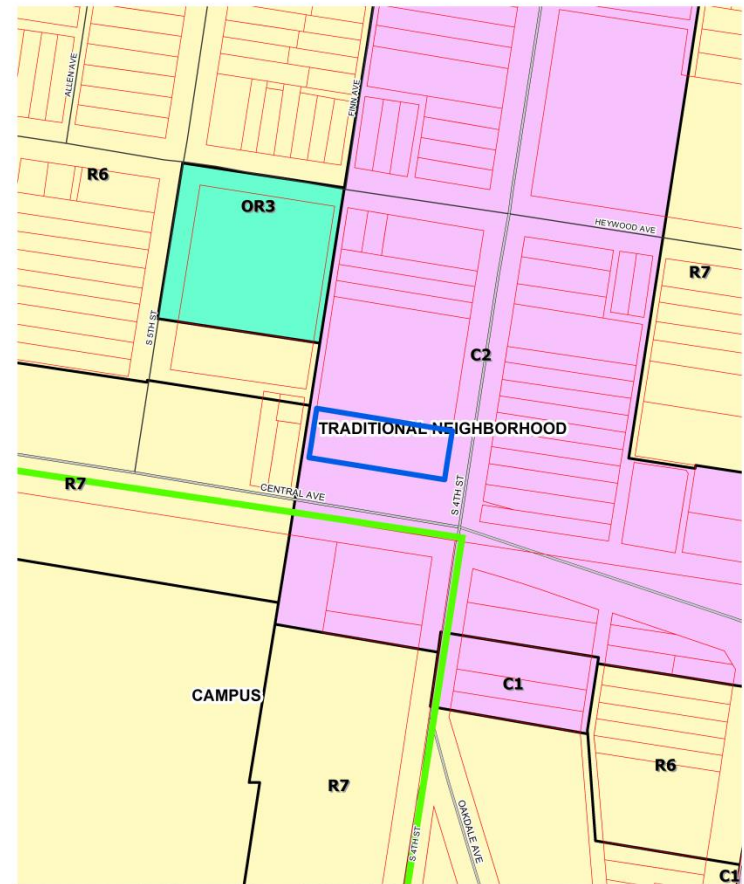 ALLEN AVE
FINN AVE
R6
OR3
HEYWOOD AVE
R7
S 5TH ST
C2
TRADITIONAL NEIGHBORHOOD
R7
CENTRAL AVE
S 4TH ST
CAMPUS
C1
R6
R7
OAKDALE AVE
S 4TH ST
C1